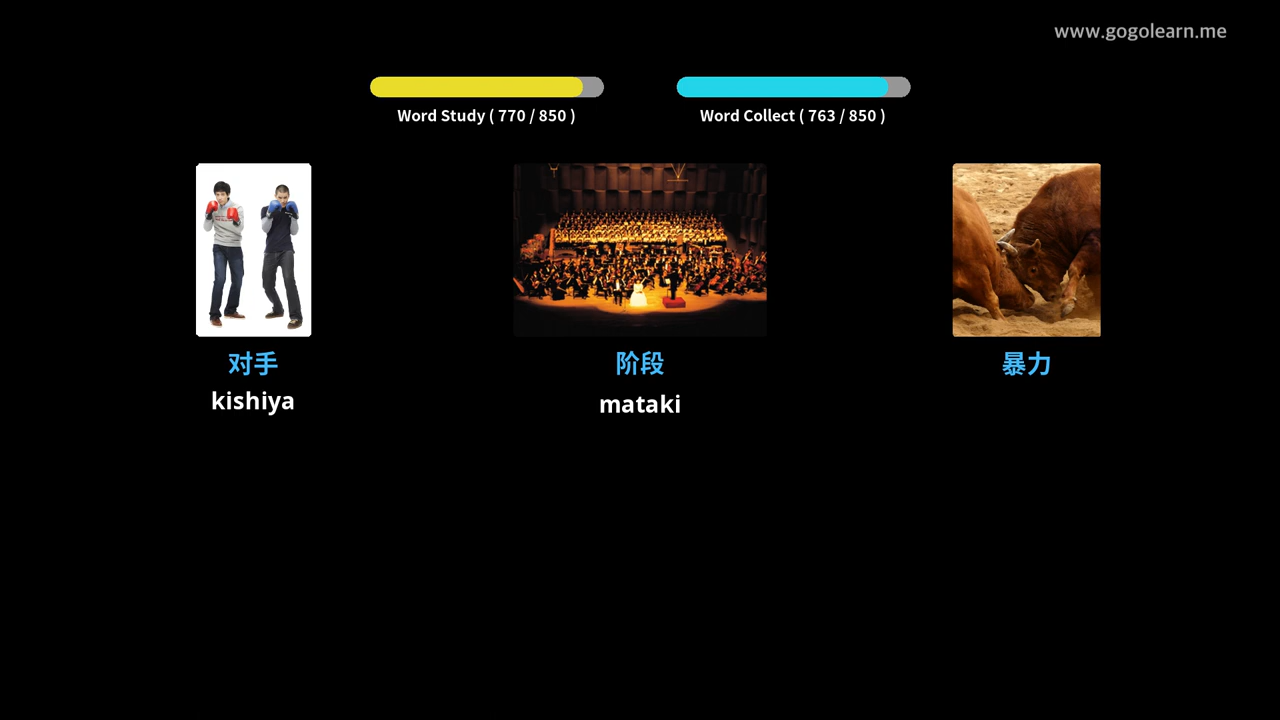 www.gogolearn.me
Word Study ( 770 / 850 )
Word Collect ( 763 / 850 )
对手
阶段
暴力
kishiya
mataki